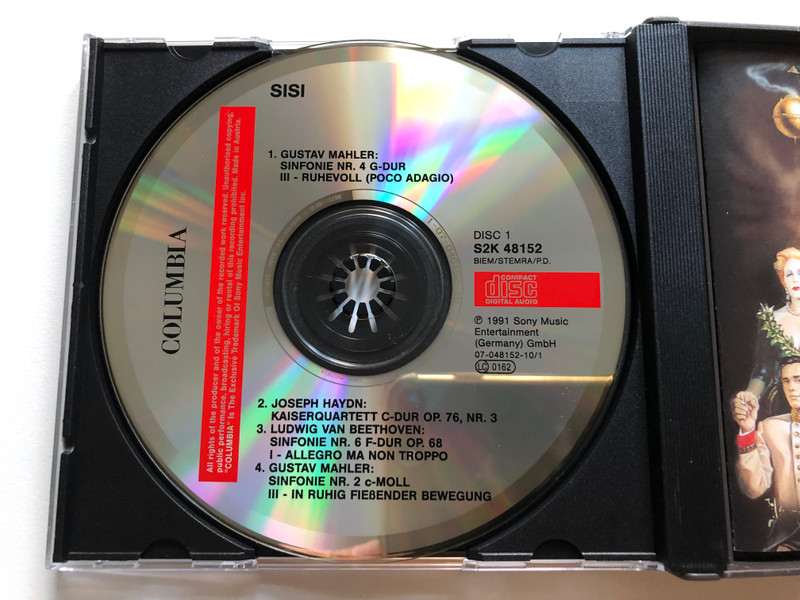 SISI
1. GUSTAV MAHLER:
SINFONIE NR. 4 G-DUR
III - RUHEVOLL (POCO ADAGIO)
COLUMBIA
All rights of the producer and of the owner of the recorded work reserved. Unauthorised copying,
public performance, broadcasting, hiring or rental of this recording prohibited. Made in Austria.
"COLUMBIA" Is The Exclusive Trademark Of Sony Music Entertainment Inc.
DISC 1
S2K 48152
BIEM/STEMRA/P.D.
COMPACT
disc
DIGITAL AUDIO
℗ 1991 Sony Music
Entertainment
(Germany) GmbH
07-048152-10/1
LC 0162
2. JOSEPH HAYDN:
KAISERQUARTETT C-DUR OP. 76, NR. 3
3. LUDWIG VAN BEETHOVEN:
SINFONIE NR. 6 F-DUR OP. 68
I - ALLEGRO MA NON TROPPO
4. GUSTAV MAHLER:
SINFONIE NR. 2 c-MOLL
III - IN RUHIG FIEßENDER BEWEGUNG